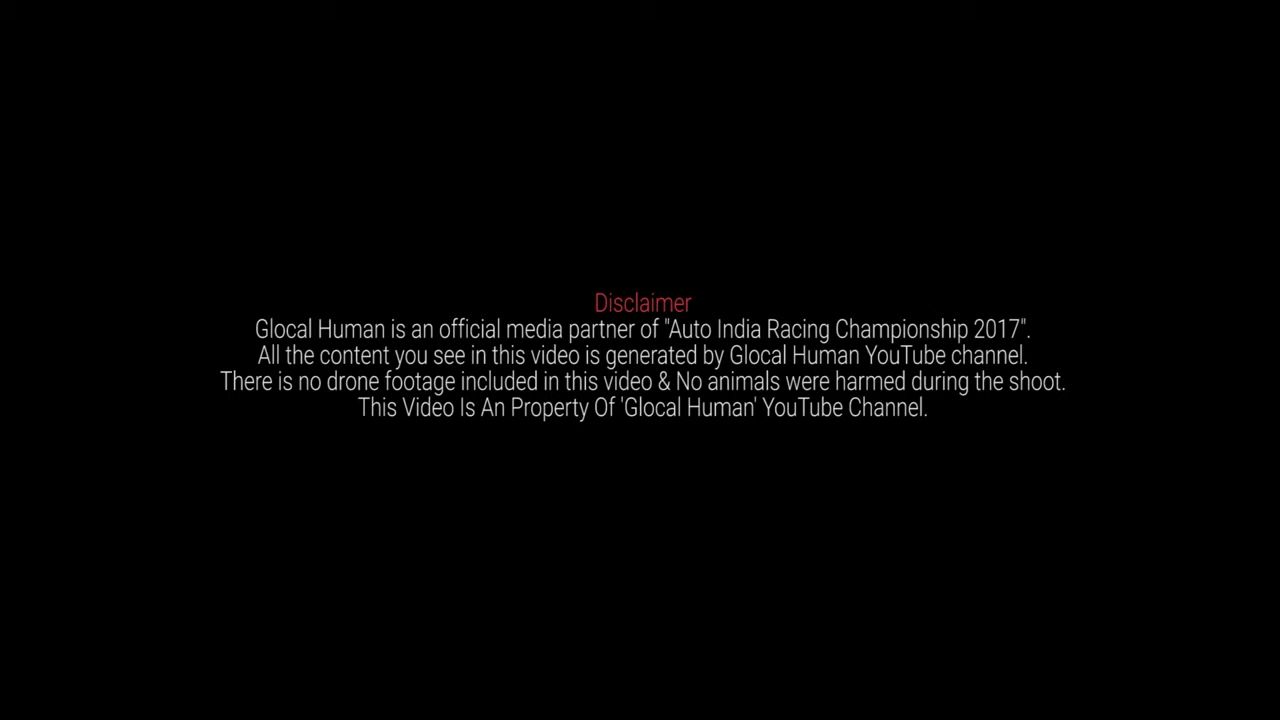 Disclaimer
Glocal Human is an official media partner of "Auto India Racing Championship 2017".
All the content you see in this video is generated by Glocal Human YouTube channel.
There is no drone footage included in this video & No animals were harmed during the shoot.
This Video Is An Property Of 'Glocal Human' YouTube Channel.